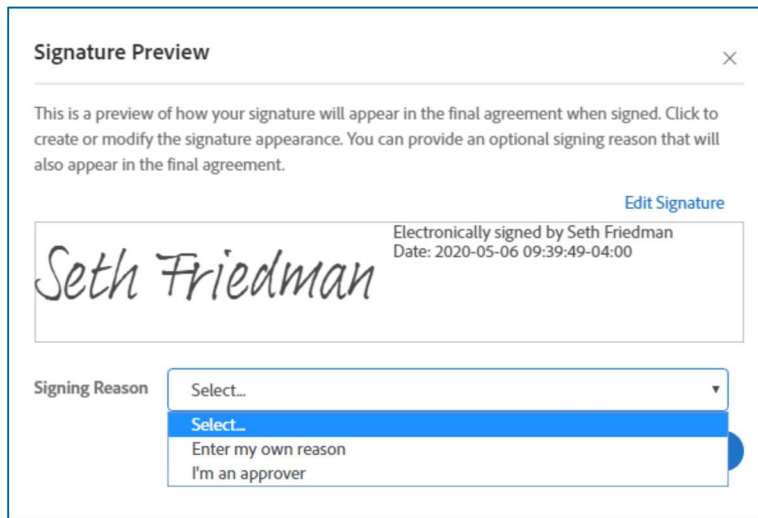 Signature Preview
This is a preview of how your signature will appear in the final agreement when signed. Click to
create or modify the signature appearance. You can provide an optional signing reason that will
also appear in the final agreement.
Edit Signature
Seth Friedman
Electronically signed by Seth Friedman
Date: 2020-05-06 09:39:49-04:00
Signing Reason
Select...
Select...
Enter my own reason
I'm an approver